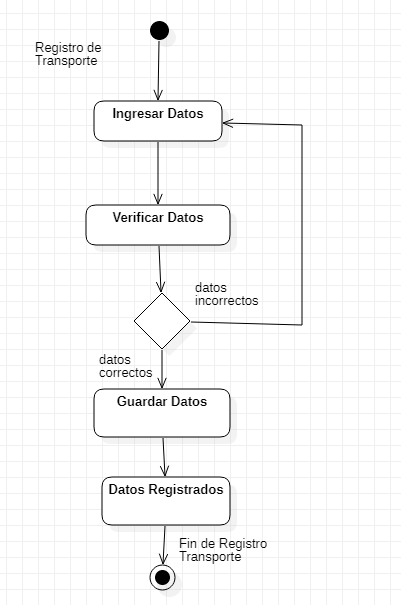 Registro de
Transporte
Ingresar Datos
Verificar Datos
datos
incorrectos
datos
correctos
Guardar Datos
Datos Registrados
Fin de Registro
Transporte